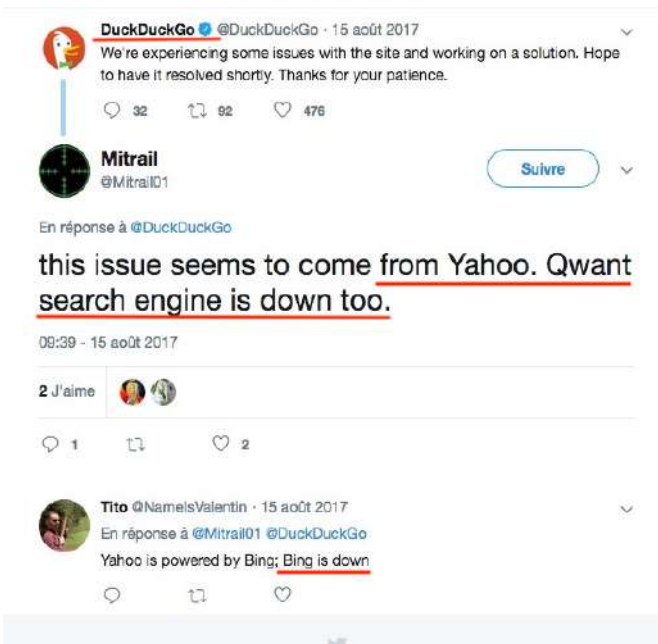 DuckDuckGo @DuckDuckGo · 15 août 2017
We're experiencing some issues with the site and working on a solution. Hope
to have it resolved shortly. Thanks for your patience.
32 92 476
Mitrail
@Mitrail01
Suivre
En réponse à @DuckDuckGo
this issue seems to come from Yahoo. Qwant
search engine is down too.
09:39 - 15 août 2017
2 J'aime
1 2
Tito @NameIsValentin · 15 août 2017
En réponse à @Mitrail01 @DuckDuckGo
Yahoo is powered by Bing; Bing is down